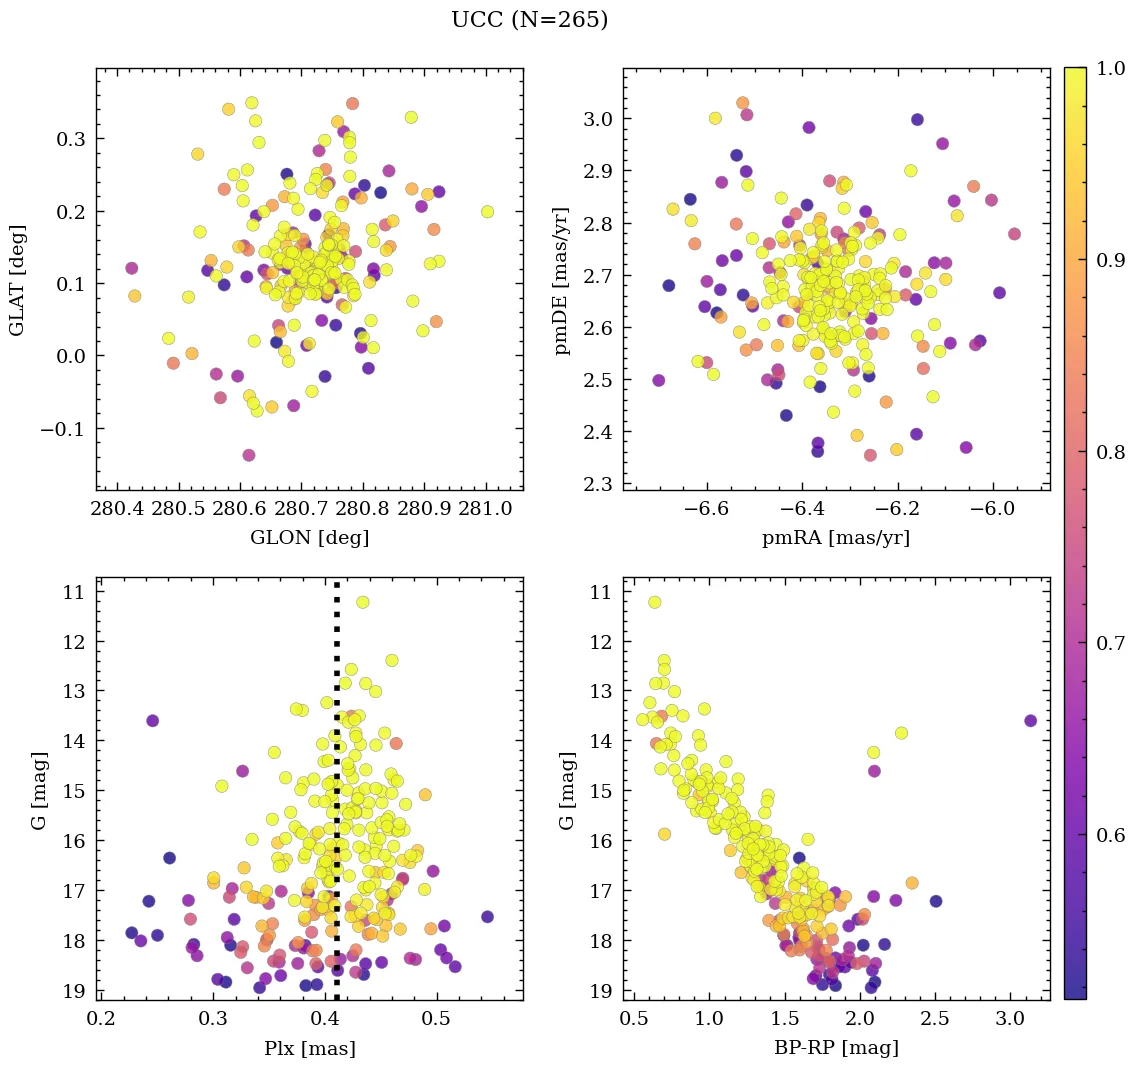 UCC (N=265)
0.3
0.2
0.1
0.0
−0.1
GLAT [deg]
280.4 280.5 280.6 280.7 280.8 280.9 281.0
GLON [deg]
3.0
2.9
2.8
2.7
2.6
2.5
2.4
2.3
pmDE [mas/yr]
−6.6 −6.4 −6.2 −6.0
pmRA [mas/yr]
1.0
0.9
0.8
0.7
0.6
11
12
13
14
15
16
17
18
19
G [mag]
0.2 0.3 0.4 0.5
Plx [mas]
11
12
13
14
15
16
17
18
19
G [mag]
0.5 1.0 1.5 2.0 2.5 3.0
BP-RP [mag]